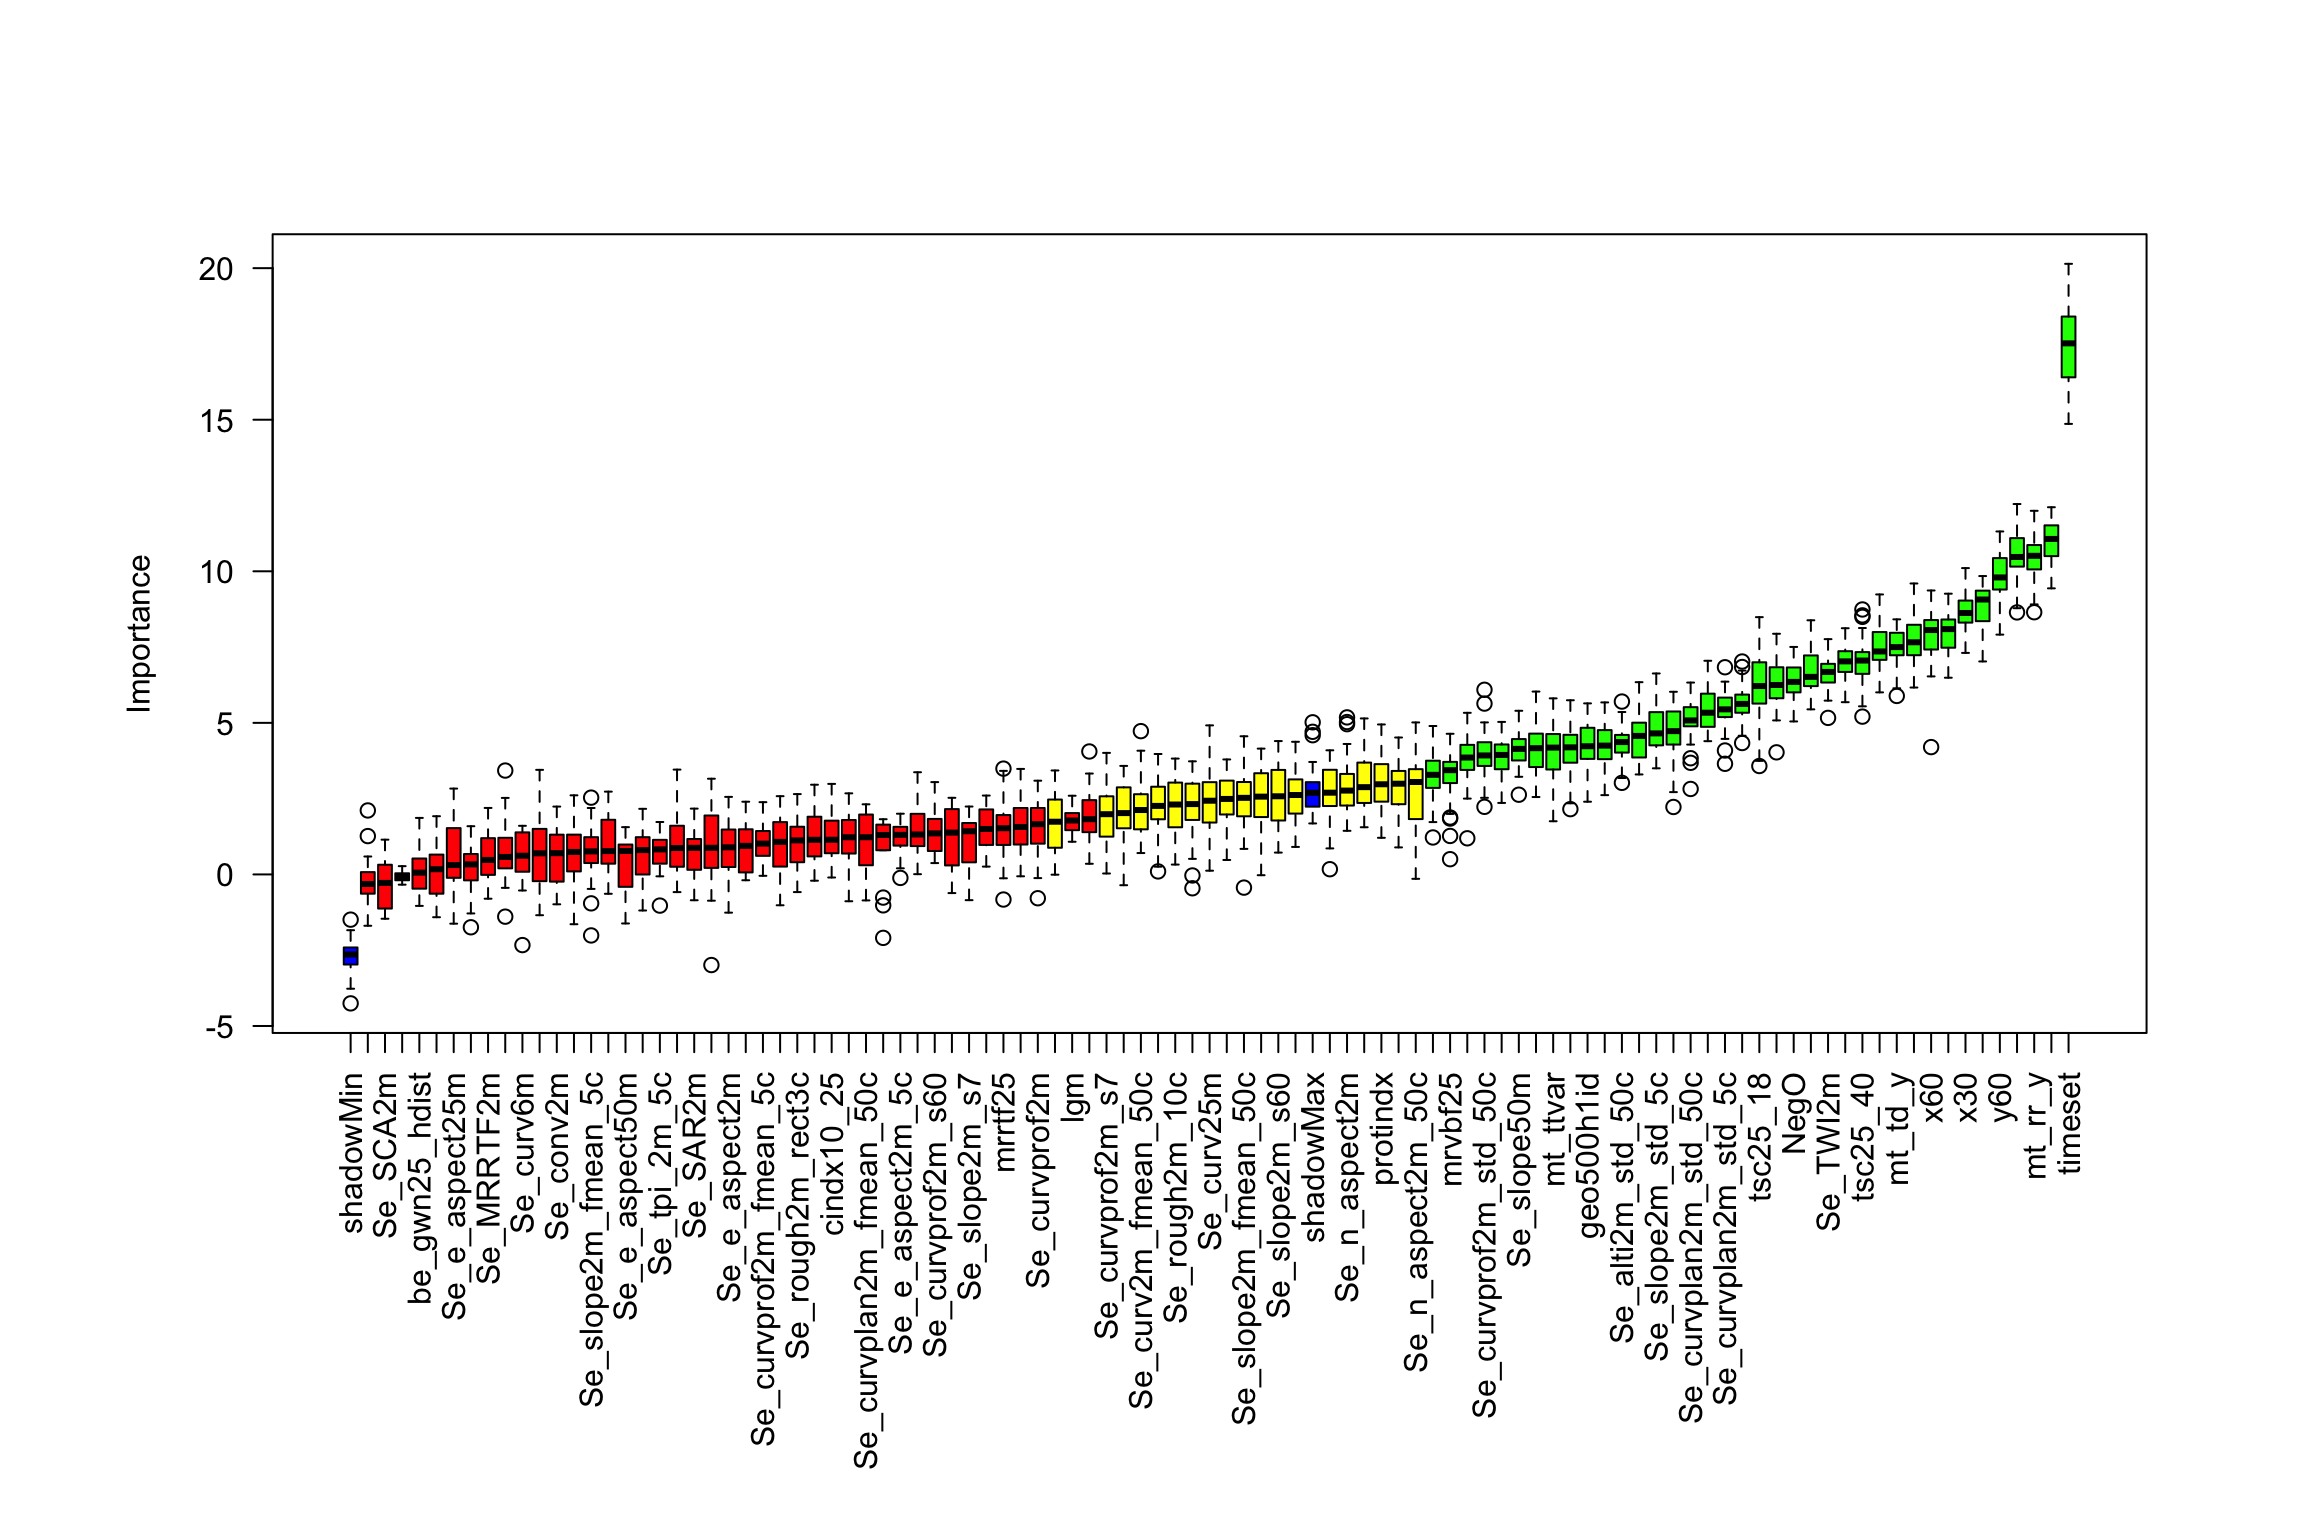 20
15
10
5
0
-5
Importance
shadowMin
Se_SCA2m
be_gwn25_hdist
Se_e_aspect25m
Se_MRRTF2m
Se_curv6m
Se_conv2m
Se_slope2m_fmean_5c
Se_e_aspect50m
Se_tpi_2m_5c
Se_SAR2m
Se_e_aspect2m
Se_curvprof2m_fmean_5c
Se_rough2m_rect3c
cindx10_25
Se_curvplan2m_fmean_50c
Se_e_aspect2m_5c
Se_curvprof2m_s60
Se_slope2m_s7
mrrtf25
Se_curvprof2m
lgm
Se_curvprof2m_s7
Se_curv2m_fmean_50c
Se_rough2m_10c
Se_curv25m
Se_slope2m_fmean_50c
Se_slope2m_s60
shadowMax
Se_n_aspect2m
protindx
Se_n_aspect2m_50c
mrvbf25
Se_curvprof2m_std_50c
Se_slope50m
mt_ttvar
geo500h1id
Se_alti2m_std_50c
Se_slope2m_std_5c
Se_curvplan2m_std_50c
Se_curvplan2m_std_5c
tsc25_18
NegO
Se_TWI2m
tsc25_40
mt_td_y
x60
x30
y60
mt_rr_y
timeset